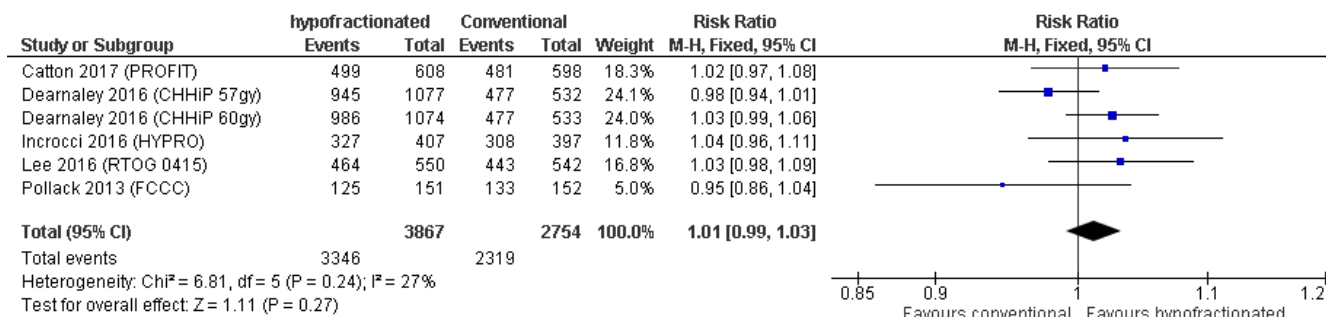 hypofractionated Conventional Risk Ratio Risk Ratio
Study or Subgroup Events Total Events Total Weight M-H, Fixed, 95% CI M-H, Fixed, 95% CI
Catton 2017 (PROFIT) 499 608 481 598 18.3% 1.02 [0.97, 1.08]
Dearnaley 2016 (CHHiP 57gy) 945 1077 477 532 24.1% 0.98 [0.94, 1.01]
Dearnaley 2016 (CHHiP 60gy) 986 1074 477 533 24.0% 1.03 [0.99, 1.06]
Incrocci 2016 (HYPRO) 327 407 308 397 11.8% 1.04 [0.96, 1.11]
Lee 2016 (RTOG 0415) 464 550 443 542 16.8% 1.03 [0.98, 1.09]
Pollack 2013 (FCCC) 125 151 133 152 5.0% 0.95 [0.86, 1.04]
Total (95% CI) 3867 2754 100.0% 1.01 [0.99, 1.03]
Total events 3346 2319
Heterogeneity: Chi² = 6.81, df = 5 (P = 0.24); I² = 27%
Test for overall effect: Z = 1.11 (P = 0.27)
0.85 0.9 1 1.1 1.2
Favours conventional Favours hypofractionated